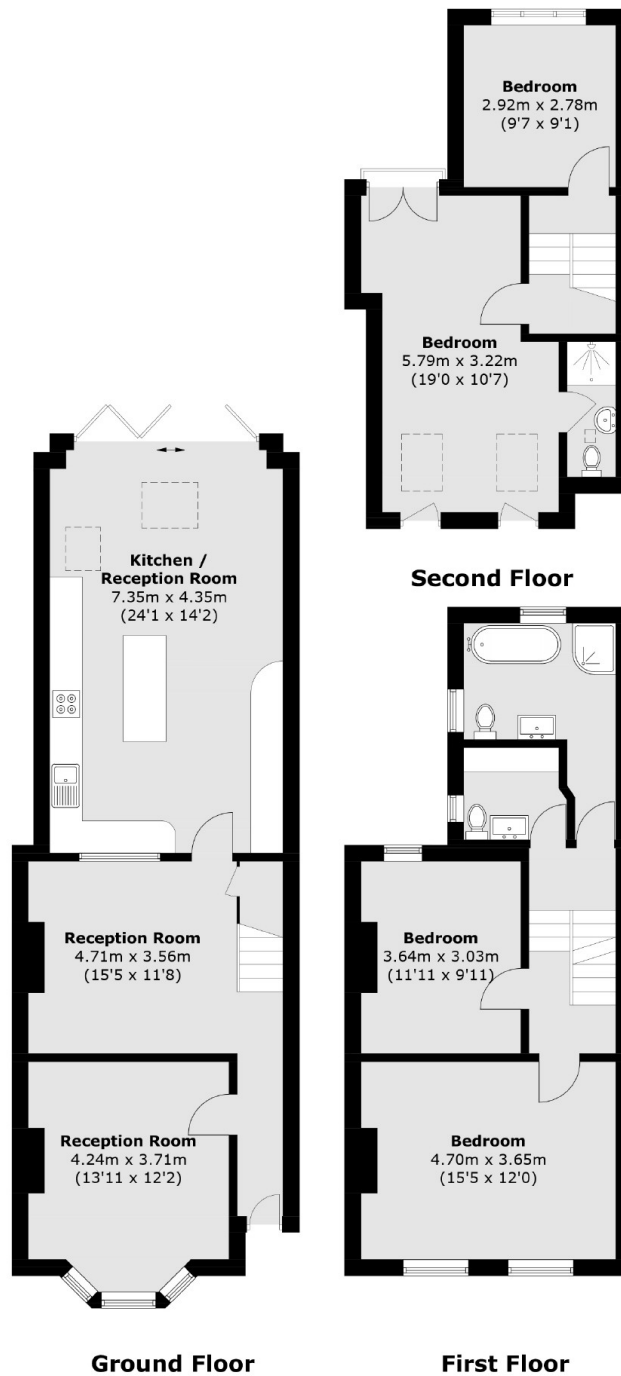 Bedroom
2.92m x 2.78m
(9'7 x 9'1)
Bedroom
5.79m x 3.22m
(19'0 x 10'7)
Second Floor
Kitchen /
Reception Room
7.35m x 4.35m
(24'1 x 14'2)
Reception Room
4.71m x 3.56m
(15'5 x 11'8)
Reception Room
4.24m x 3.71m
(13'11 x 12'2)
Ground Floor
Bedroom
3.64m x 3.03m
(11'11 x 9'11)
Bedroom
4.70m x 3.65m
(15'5 x 12'0)
First Floor